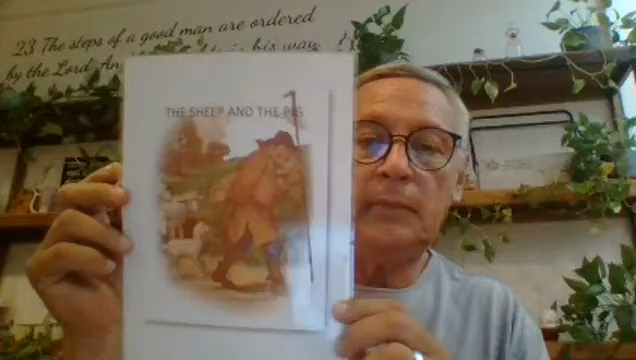 23 The steps of a good man are ordered
by the Lord: his way
THE SHEEP AND THE PIG